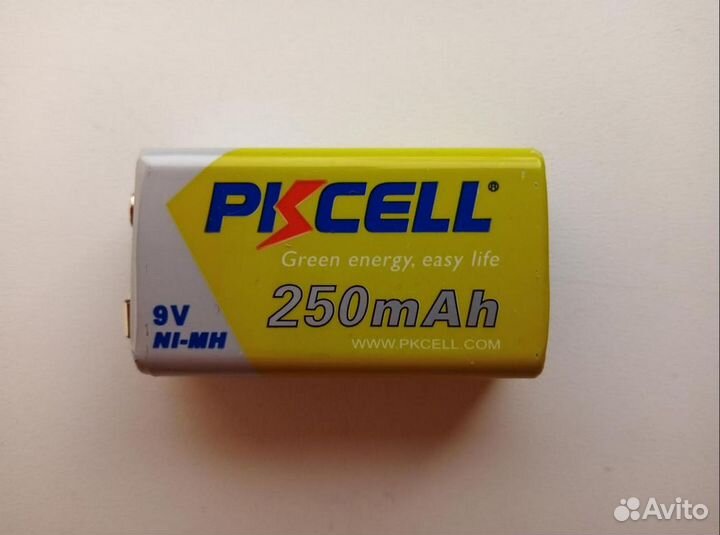 PKCELL®
Green energy, easy life
250mAh
9V
NI-MH
WWW.PKCELL.COM
Avito